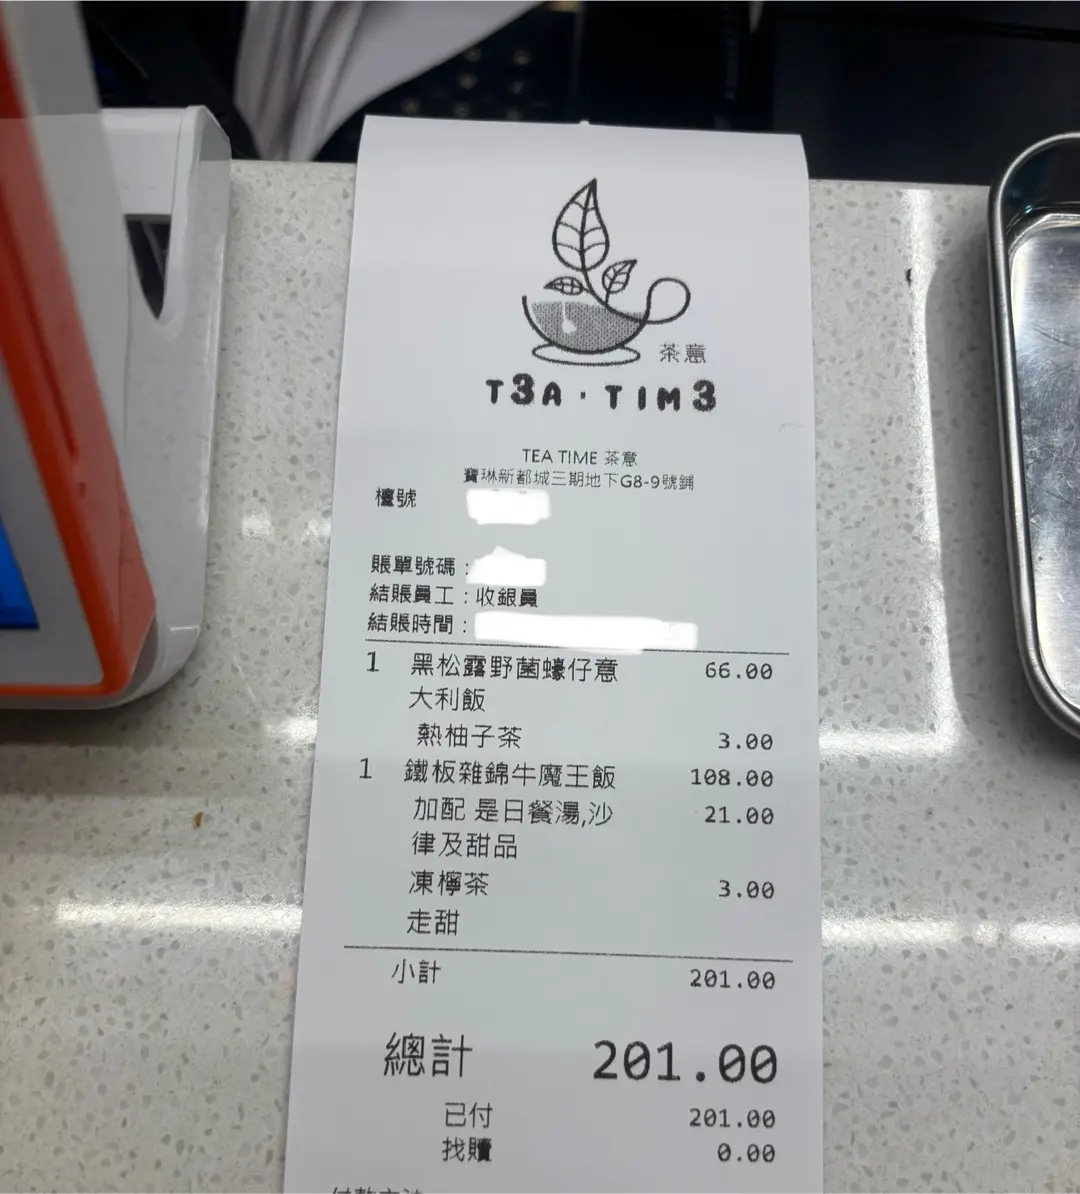 茶意
T3A · TIM3
TEA TIME 茶意
寶琳新都城三期地下G8-9號鋪
檯號
賬單號碼 :
結賬員工 : 收銀員
結賬時間 :
1 黑松露野菌蠔仔意 66.00
大利飯
熱柚子茶 3.00
1 鐵板雜錦牛魔王飯 108.00
加配 是日餐湯,沙 21.00
律及甜品
凍檸茶 3.00
走甜
小計 201.00
總計 201.00
已付 201.00
找贖 0.00